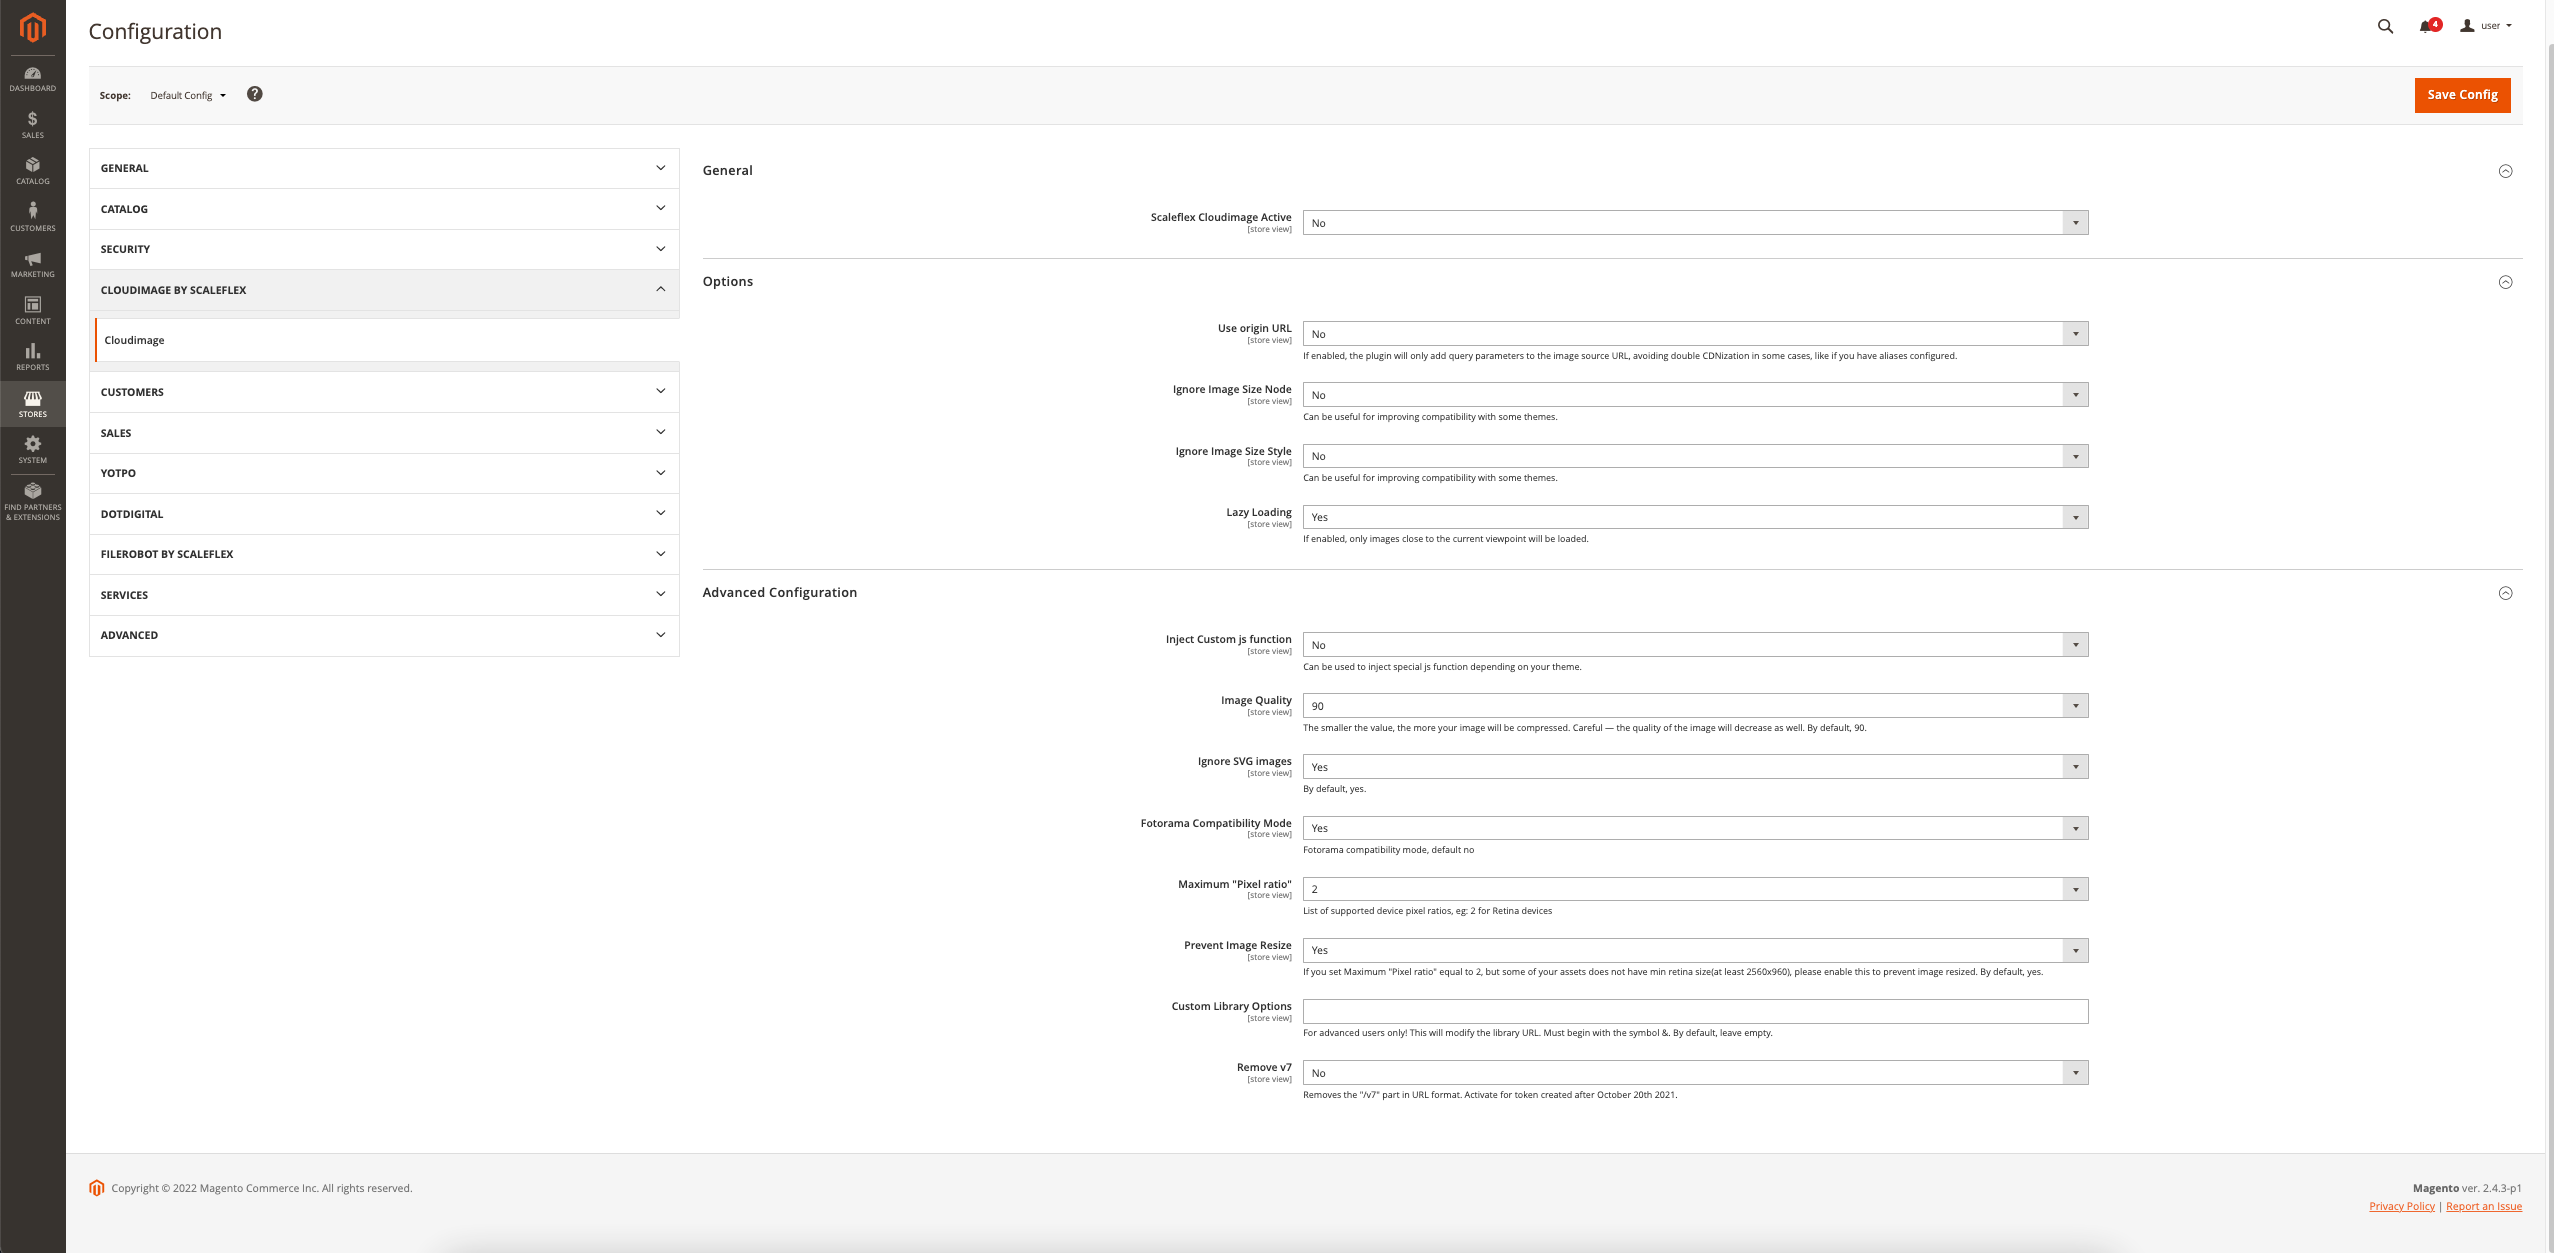 DASHBOARD
SALES
CATALOG
CUSTOMERS
MARKETING
CONTENT
REPORTS
STORES
SYSTEM
FIND PARTNERS
& EXTENSIONS
Configuration
4
user
Scope:
Default Config
?
Save Config
GENERAL
CATALOG
SECURITY
CLOUDIMAGE BY SCALEFLEX
Cloudimage
CUSTOMERS
SALES
YOTPO
DOTDIGITAL
FILEROBOT BY SCALEFLEX
SERVICES
ADVANCED
General
Scaleflex Cloudimage Active
[store view]
No
Options
Use origin URL
[store view]
No
If enabled, the plugin will only add query parameters to the image source URL, avoiding double CDNization in some cases, like if you have aliases configured.
Ignore Image Size Node
[store view]
No
Can be useful for improving compatibility with some themes.
Ignore Image Size Style
[store view]
No
Can be useful for improving compatibility with some themes.
Lazy Loading
[store view]
Yes
If enabled, only images close to the current viewpoint will be loaded.
Advanced Configuration
Inject Custom js function
[store view]
No
Can be used to inject special js function depending on your theme.
Image Quality
[store view]
90
The smaller the value, the more your image will be compressed. Careful — the quality of the image will decrease as well. By default, 90.
Ignore SVG images
[store view]
Yes
By default, yes.
Fotorama Compatibility Mode
[store view]
Yes
Fotorama compatibility mode, default no
Maximum "Pixel ratio"
[store view]
2
List of supported device pixel ratios, eg: 2 for Retina devices
Prevent Image Resize
[store view]
Yes
If you set Maximum "Pixel ratio" equal to 2, but some of your assets does not have min retina size(at least 2560x960), please enable this to prevent image resized. By default, yes.
Custom Library Options
[store view]
For advanced users only! This will modify the library URL. Must begin with the symbol &. By default, leave empty.
Remove v7
[store view]
No
Removes the "/v7" part in URL format. Activate for token created after October 20th 2021.
Copyright © 2022 Magento Commerce Inc. All rights reserved.
Magento ver. 2.4.3-p1
Privacy Policy | Report an Issue